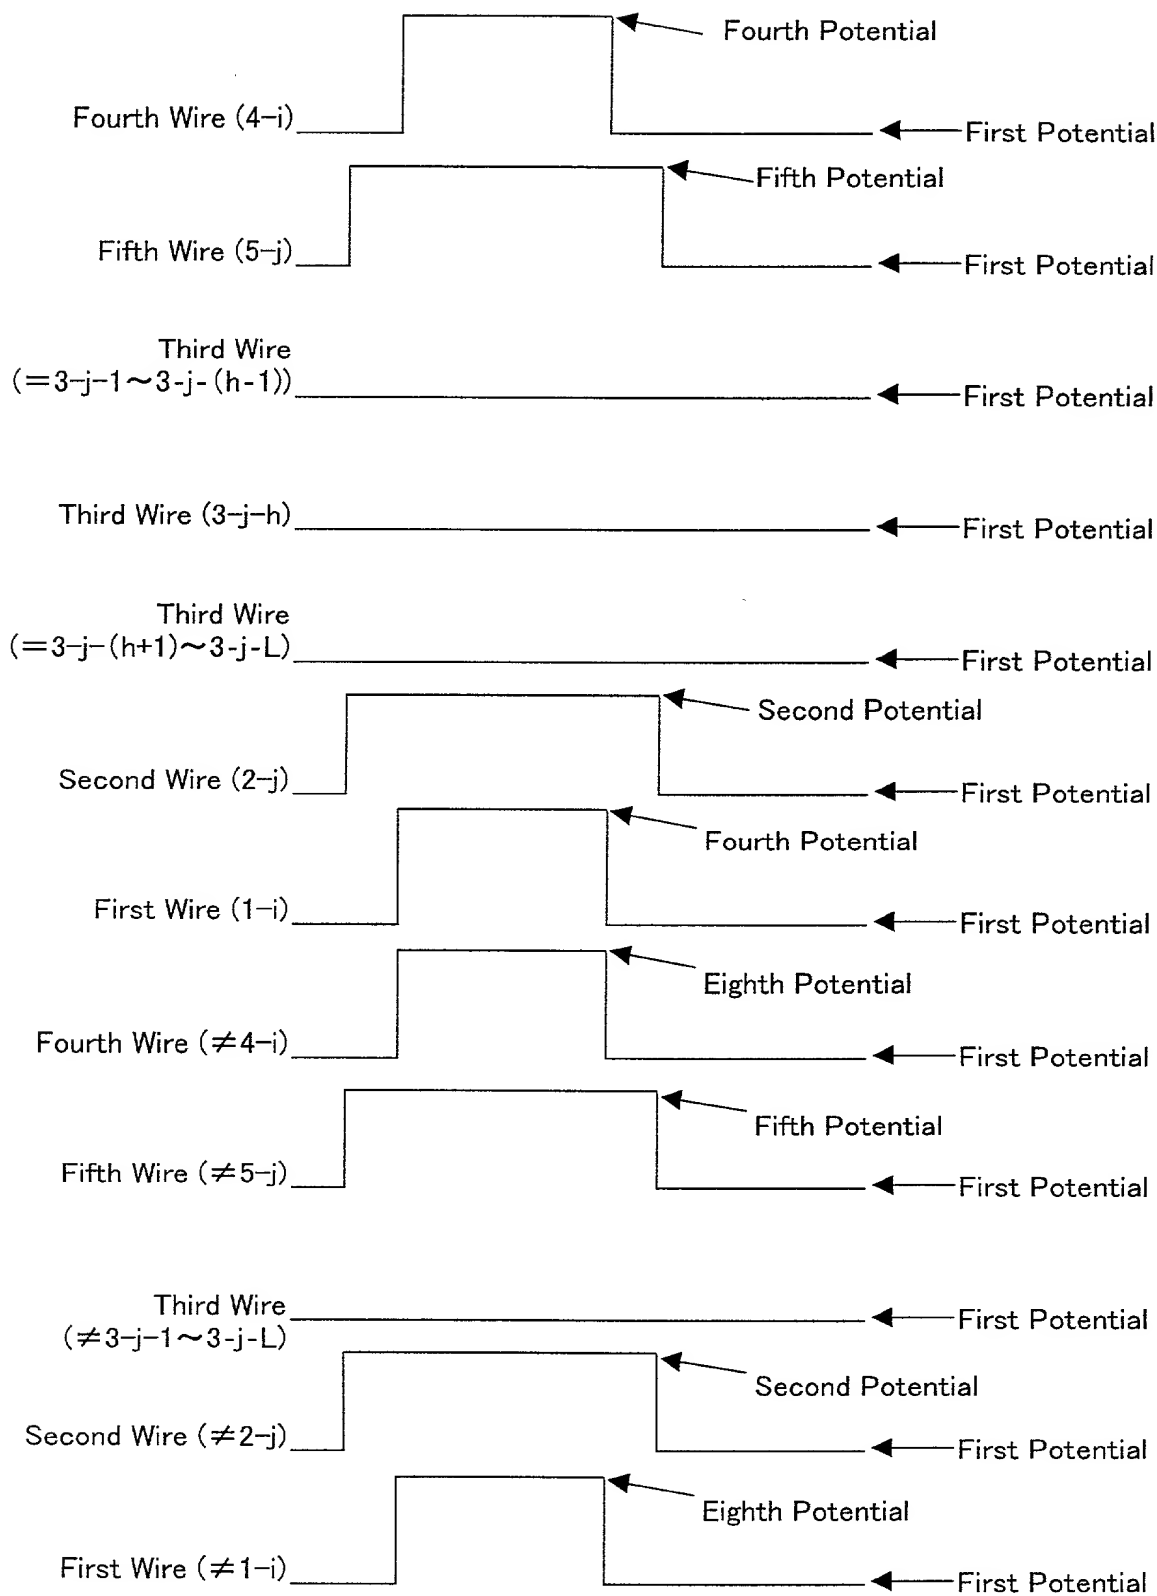 Fourth Potential
Fourth Wire (4-i)
First Potential
Fifth Potential
Fifth Wire (5-j)
First Potential
Third Wire
(=3-j-1~3-j-(h-1))
First Potential
Third Wire (3-j-h)
First Potential
Third Wire
(=3-j-(h+1)~3-j-L)
First Potential
Second Potential
Second Wire (2-j)
First Potential
Fourth Potential
First Wire (1-i)
First Potential
Eighth Potential
Fourth Wire (≠4-i)
First Potential
Fifth Potential
Fifth Wire (≠5-j)
First Potential
Third Wire
(≠3-j-1~3-j-L)
First Potential
Second Potential
Second Wire (≠2-j)
First Potential
Eighth Potential
First Wire (≠1-i)
First Potential